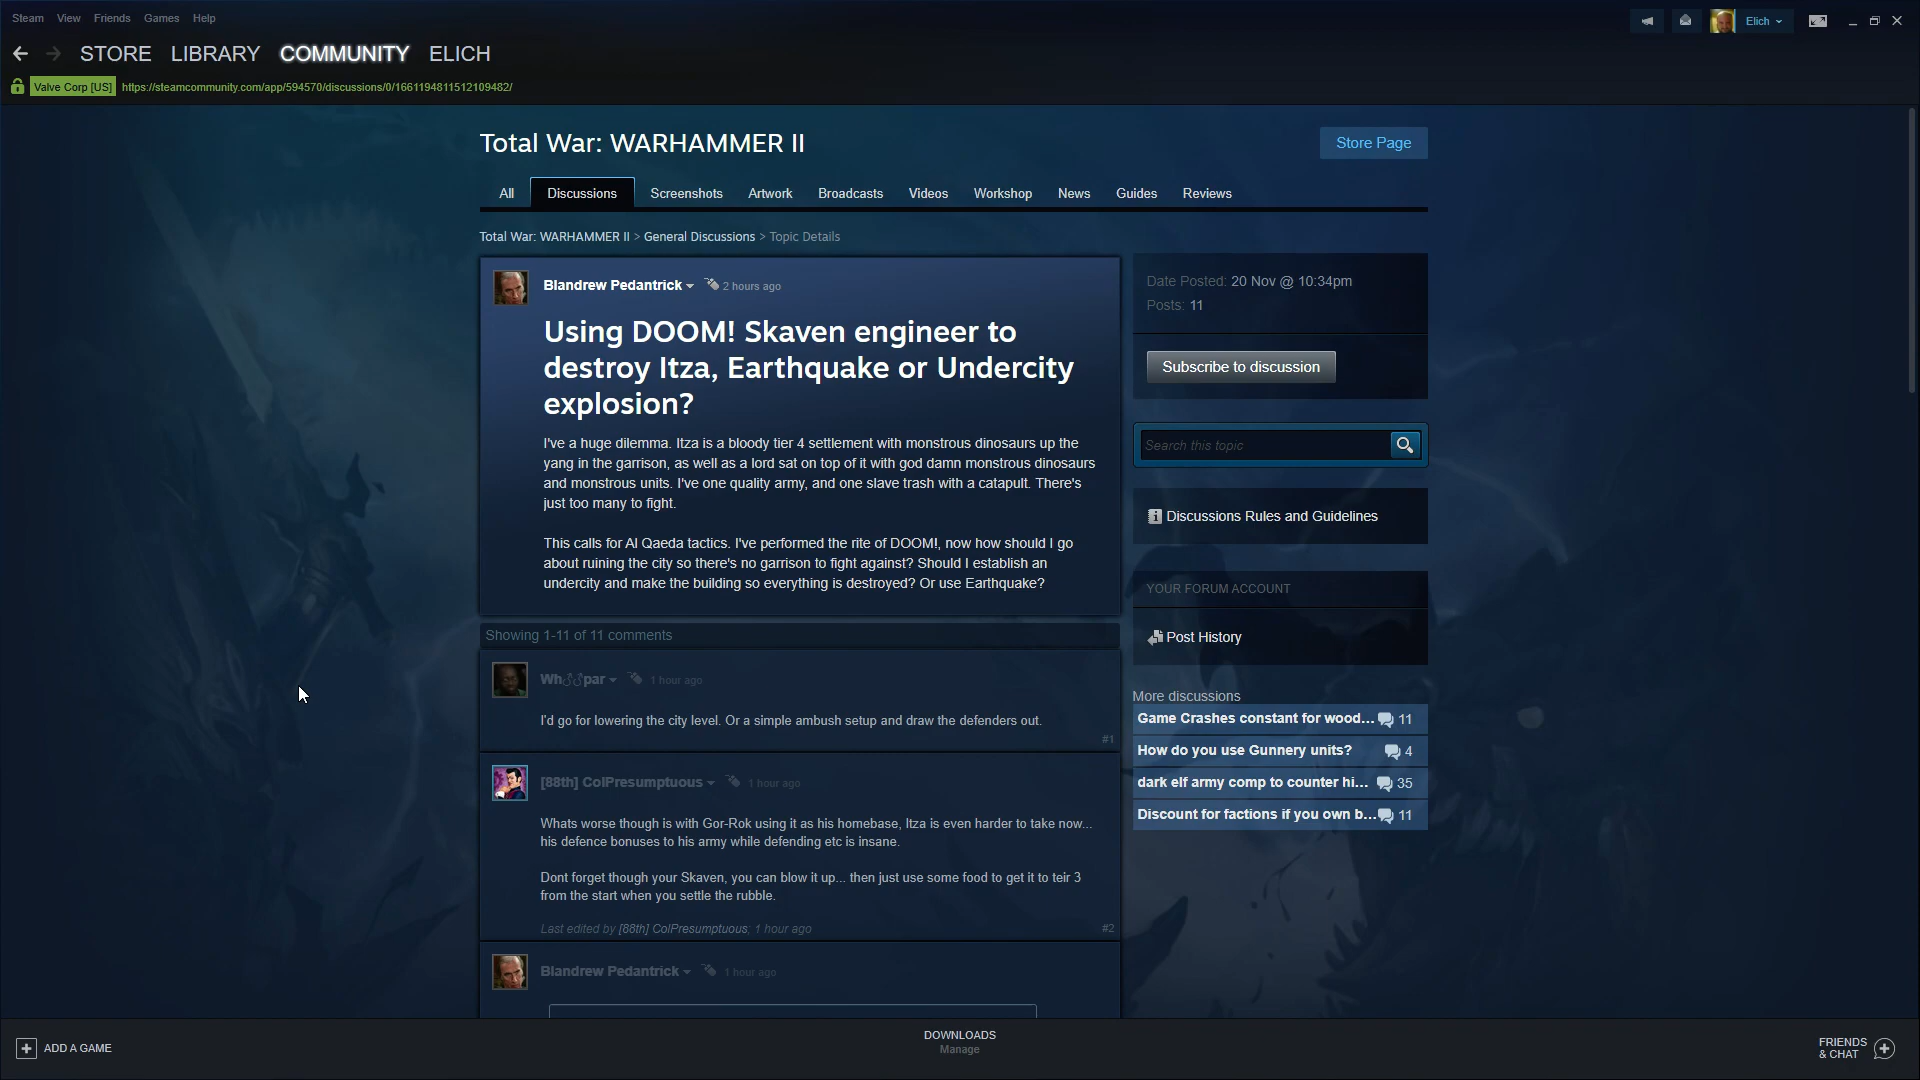 Steam View Friends Games Help
Elich
STORE LIBRARY COMMUNITY ELICH
Valve Corp [US] https://steamcommunity.com/app/594570/discussions/0/1661194811512109482/
Total War: WARHAMMER II
Store Page
All Discussions Screenshots Artwork Broadcasts Videos Workshop News Guides Reviews
Total War: WARHAMMER II > General Discussions > Topic Details
Blandrew Pedantrick 2 hours ago
Using DOOM! Skaven engineer to
destroy Itza, Earthquake or Undercity
explosion?
I've a huge dilemma. Itza is a bloody tier 4 settlement with monstrous dinosaurs up the
yang in the garrison, as well as a lord sat on top of it with god damn monstrous dinosaurs
and monstrous units. I've one quality army, and one slave trash with a catapult. There's
just too many to fight.
This calls for Al Qaeda tactics. I've performed the rite of DOOM!, now how should I go
about ruining the city so there's no garrison to fight against? Should I establish an
undercity and make the building so everything is destroyed? Or use Earthquake?
Showing 1-11 of 11 comments
Wh♂♂par 1 hour ago
I'd go for lowering the city level. Or a simple ambush setup and draw the defenders out.
#1
[88th] ColPresumptuous 1 hour ago
Whats worse though is with Gor-Rok using it as his homebase, Itza is even harder to take now...
his defence bonuses to his army while defending etc is insane.
Dont forget though your Skaven, you can blow it up... then just use some food to get it to teir 3
from the start when you settle the rubble.
Last edited by [88th] ColPresumptuous; 1 hour ago
#2
Blandrew Pedantrick 1 hour ago
Date Posted: 20 Nov @ 10:34pm
Posts: 11
Subscribe to discussion
Search this topic
Discussions Rules and Guidelines
YOUR FORUM ACCOUNT
Post History
More discussions
Game Crashes constant for wood... 11
How do you use Gunnery units? 4
dark elf army comp to counter hi... 35
Discount for factions if you own b... 11
ADD A GAME
DOWNLOADS
Manage
FRIENDS
& CHAT